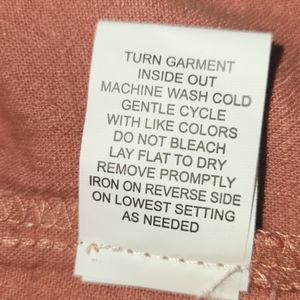 TURN GARMENT
INSIDE OUT
MACHINE WASH COLD
GENTLE CYCLE
WITH LIKE COLORS
DO NOT BLEACH
LAY FLAT TO DRY
REMOVE PROMPTLY
IRON ON REVERSE SIDE
ON LOWEST SETTING
AS NEEDED